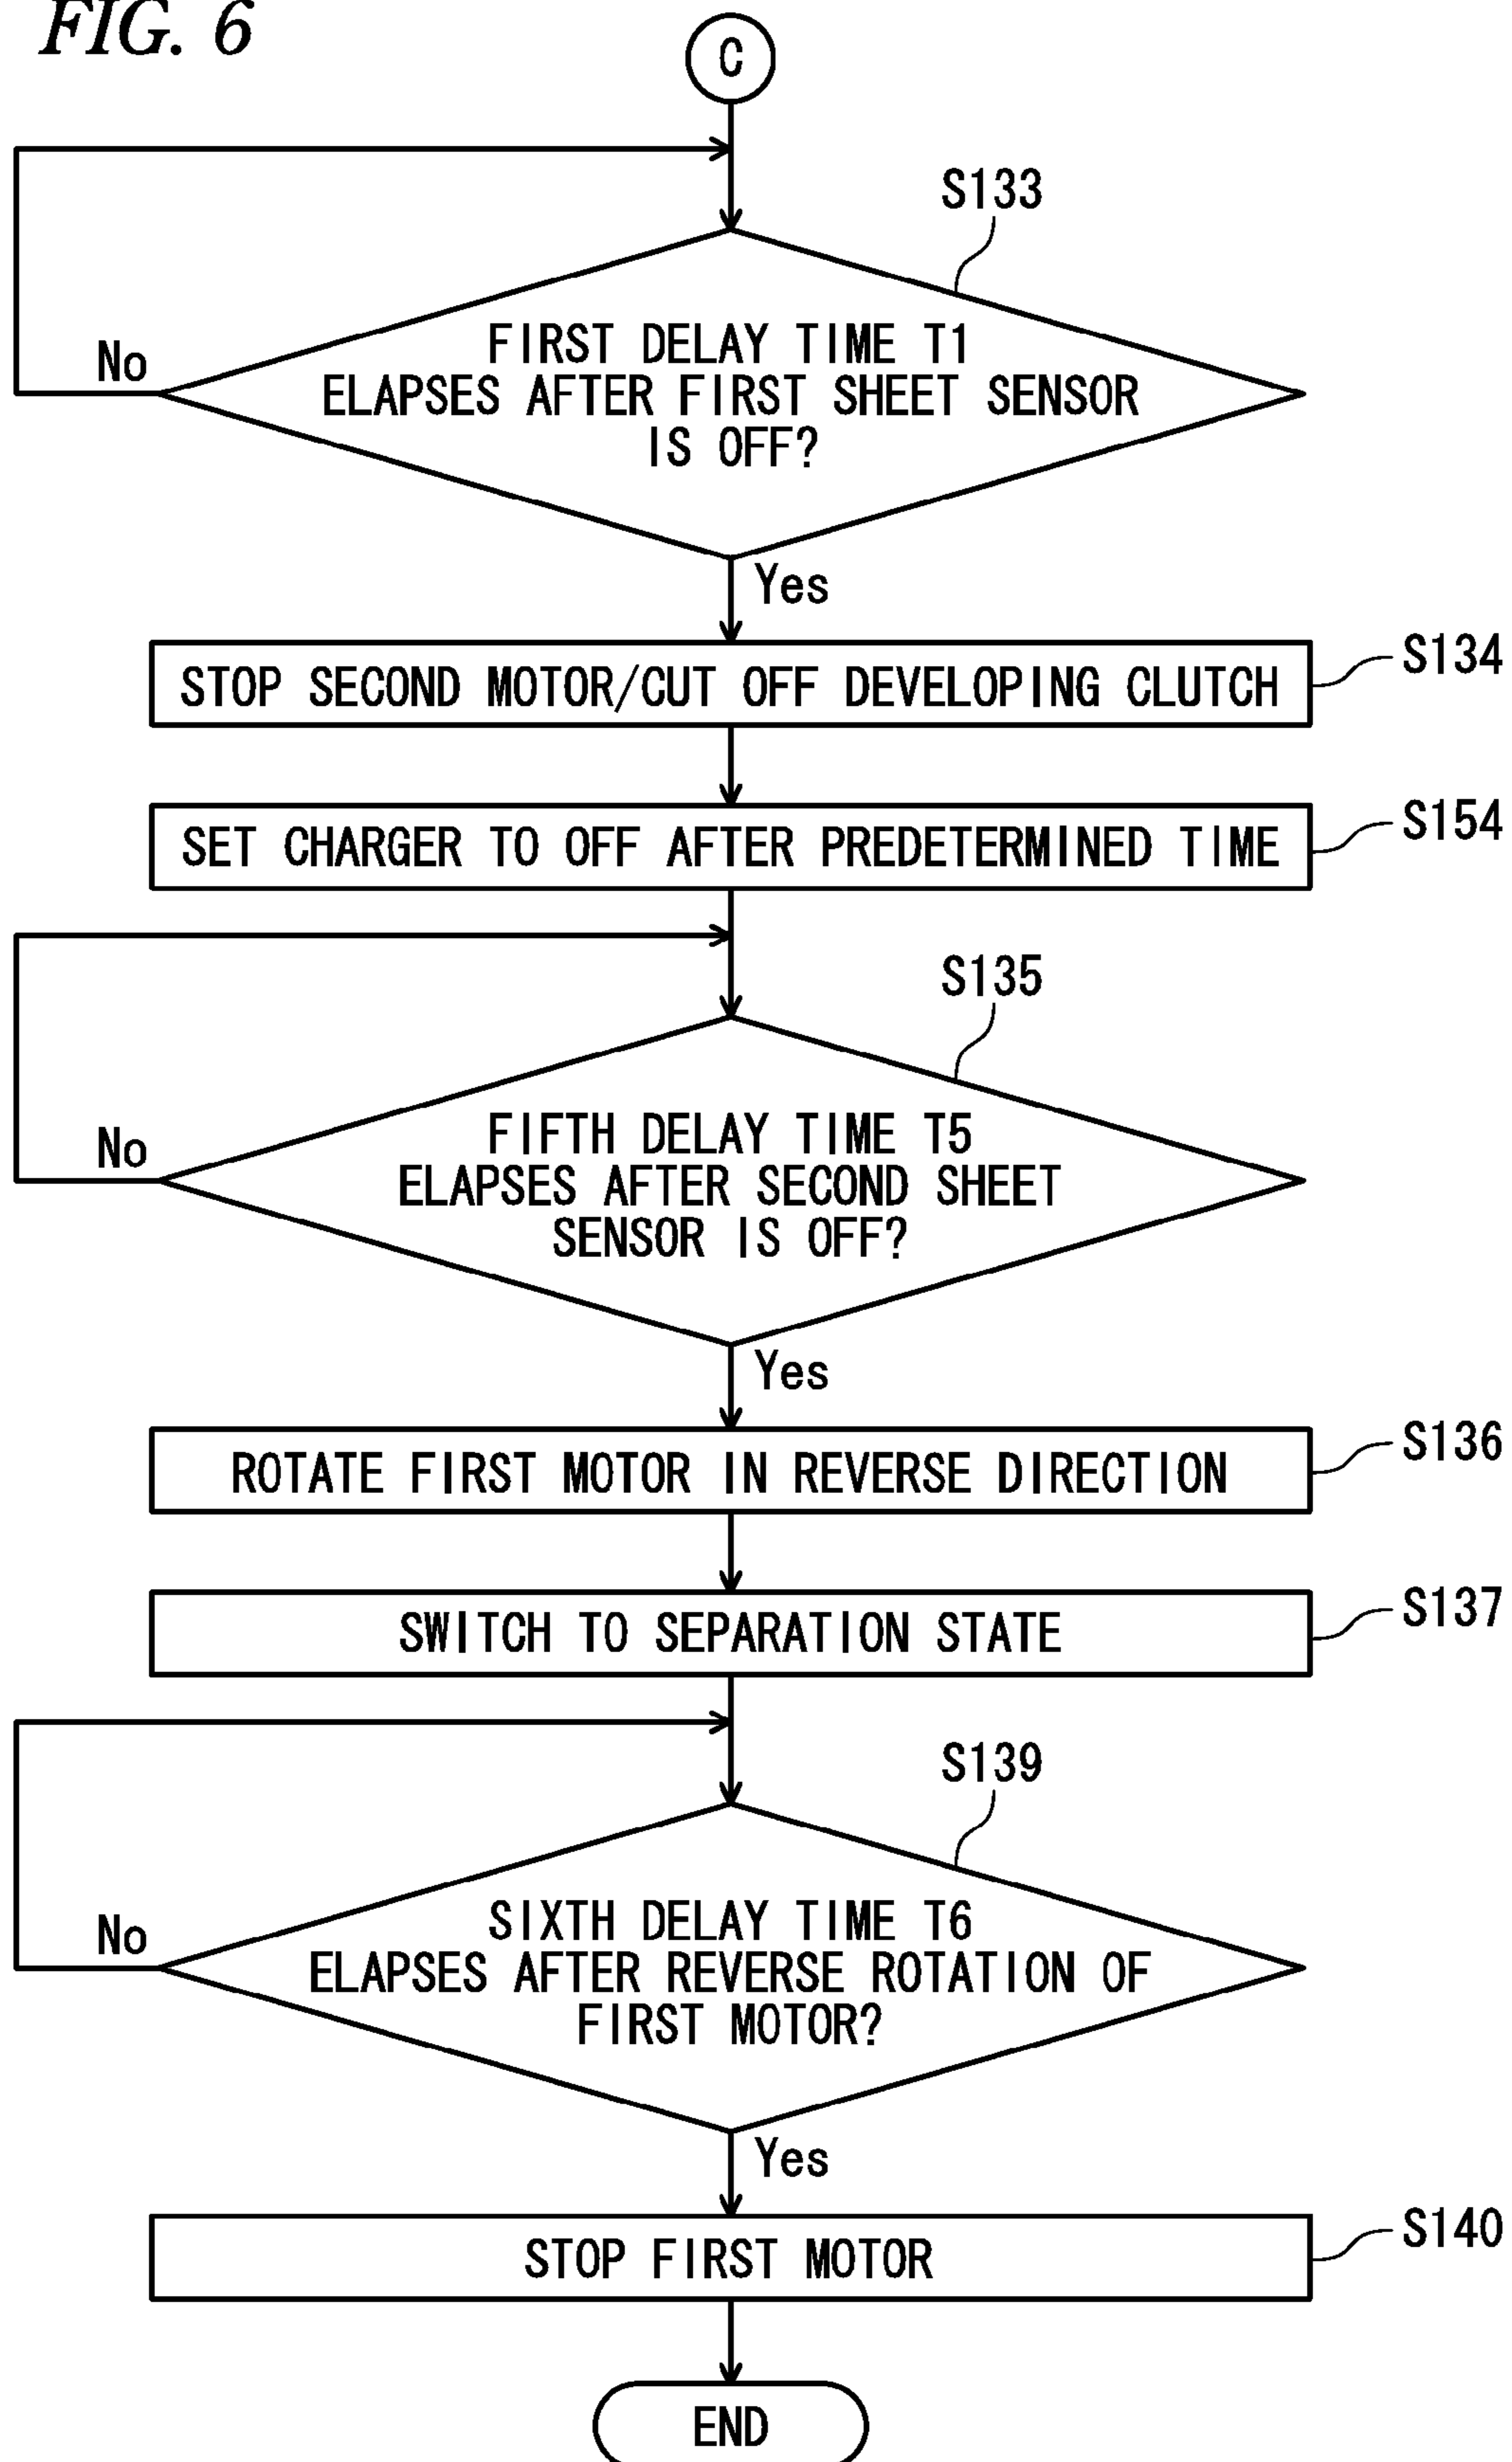 FIG. 6
C
S133
FIRST DELAY TIME T1
ELAPSES AFTER FIRST SHEET SENSOR
IS OFF?
No
Yes
STOP SECOND MOTOR/CUT OFF DEVELOPING CLUTCH
S134
SET CHARGER TO OFF AFTER PREDETERMINED TIME
S154
S135
FIFTH DELAY TIME T5
ELAPSES AFTER SECOND SHEET
SENSOR IS OFF?
No
Yes
ROTATE FIRST MOTOR IN REVERSE DIRECTION
S136
SWITCH TO SEPARATION STATE
S137
S139
SIXTH DELAY TIME T6
ELAPSES AFTER REVERSE ROTATION OF
FIRST MOTOR?
No
Yes
STOP FIRST MOTOR
S140
END